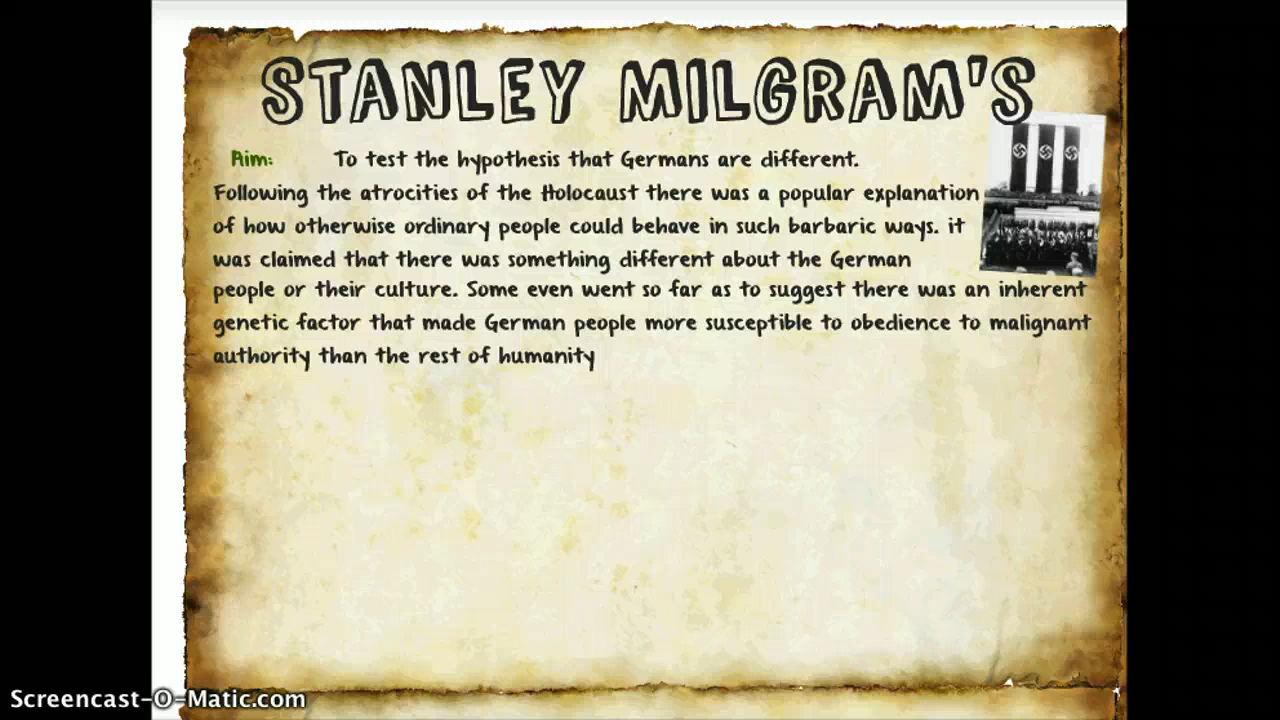 STANLEY MILGRAM'S
Aim: To test the hypothesis that Germans are different.
Following the atrocities of the Holocaust there was a popular explanation
of how otherwise ordinary people could behave in such barbaric ways. it
was claimed that there was something different about the German
people or their culture. Some even went so far as to suggest there was an inherent
genetic factor that made German people more susceptible to obedience to malignant
authority than the rest of humanity
Screencast-O-Matic.com